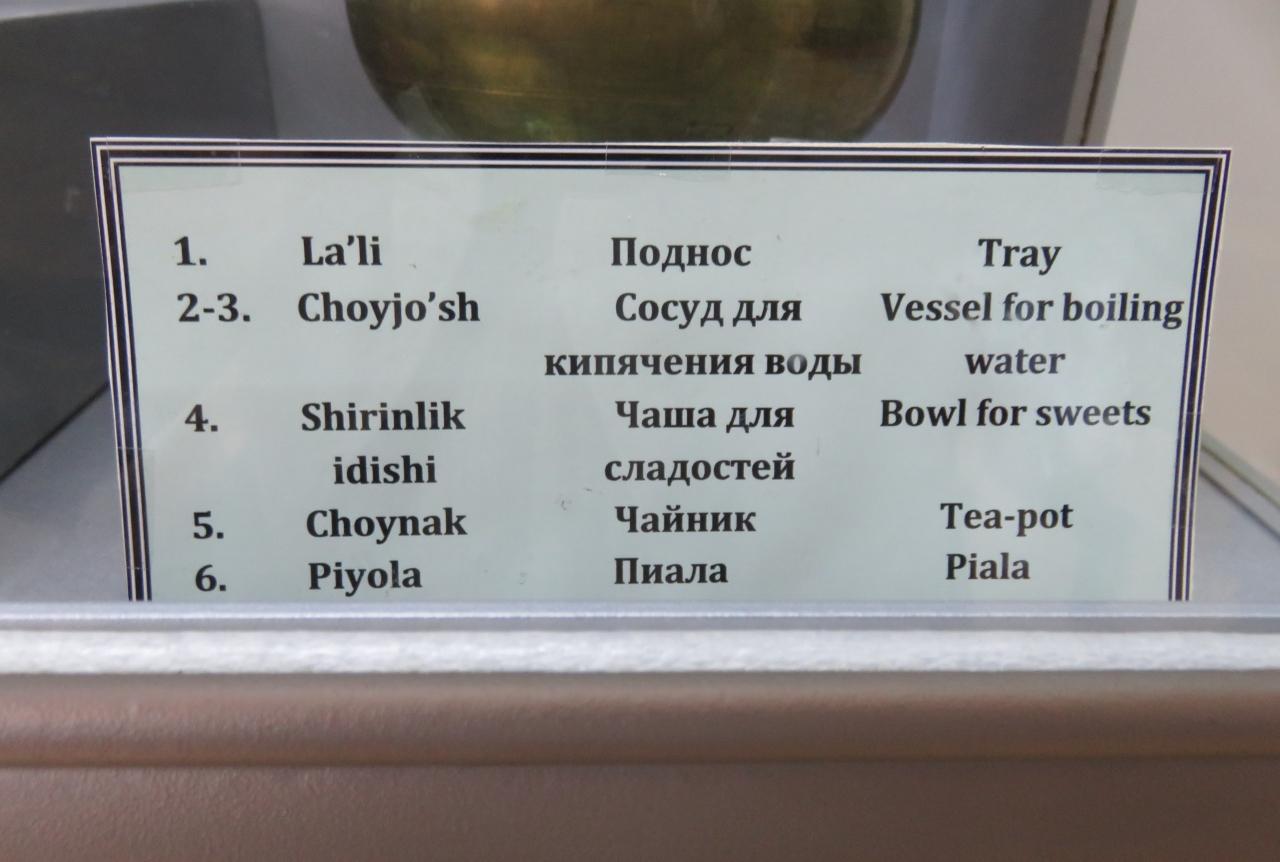 1. La’li Поднос Tray
2-3. Choyjo’sh Сосуд для Vessel for boiling
кипячения воды water
4. Shirinlik Чаша для Bowl for sweets
idishi сладостей
5. Choynak Чайник Tea-pot
6. Piyola Пиала Piala